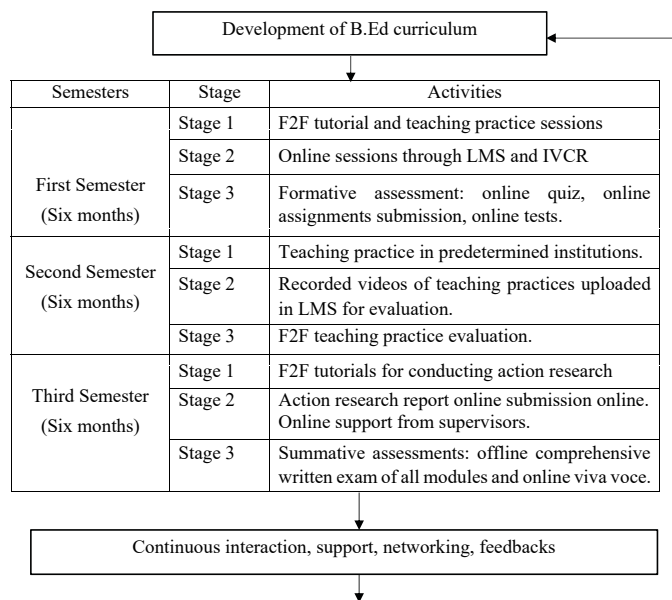 Development of B.Ed curriculum
Semesters Stage Activities
First Semester
(Six months)
Stage 1 F2F tutorial and teaching practice sessions
Stage 2 Online sessions through LMS and IVCR
Stage 3 Formative assessment: online quiz, online
assignments submission, online tests.
Second Semester
(Six months)
Stage 1 Teaching practice in predetermined institutions.
Stage 2 Recorded videos of teaching practices uploaded
in LMS for evaluation.
Stage 3 F2F teaching practice evaluation.
Third Semester
(Six months)
Stage 1 F2F tutorials for conducting action research
Stage 2 Action research report online submission online.
Online support from supervisors.
Stage 3 Summative assessments: offline comprehensive
written exam of all modules and online viva voce.
Continuous interaction, support, networking, feedbacks